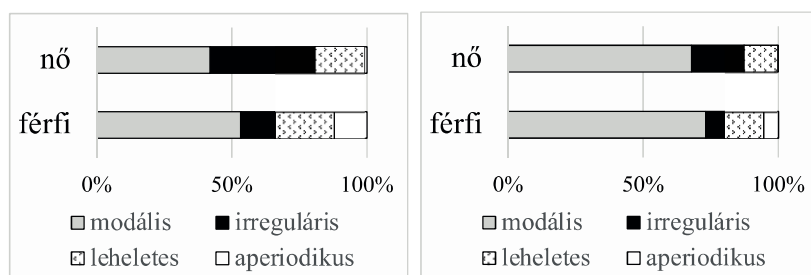 nő
férfi
0% 50% 100%
modális irreguláris
leheletes aperiodikus
nő
férfi
0% 50% 100%
modális irreguláris
leheletes aperiodikus